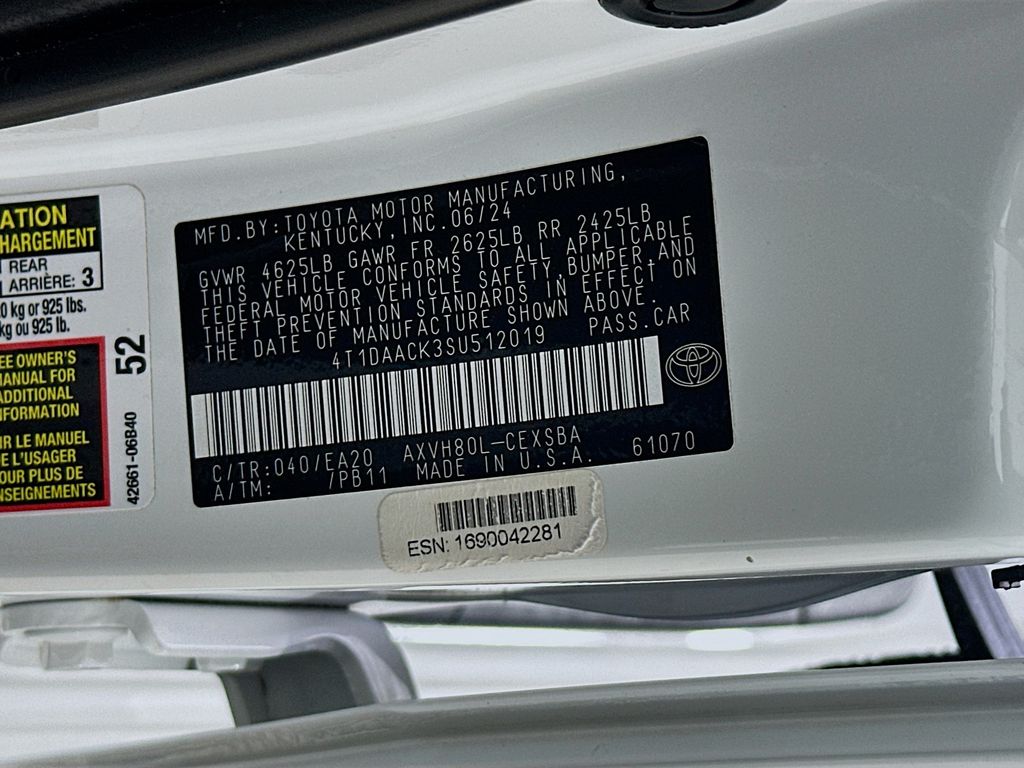 ATION
HARGEMENT
REAR
ARRIÈRE: 3
0 kg or 925 lbs.
kg ou 925 lb.
EE OWNER'S
MANUAL FOR
ADDITIONAL
NFORMATION
IR LE MANUEL
E L'USAGER
OUR PLUS DE
NSEIGNEMENTS
52
42661-06B40
MFD.BY:TOYOTA MOTOR MANUFACTURING,
KENTUCKY, INC. 06/24
GVWR 4625LB GAWR FR 2625LB RR 2425LB
THIS VEHICLE CONFORMS TO ALL APPLICABLE
FEDERAL MOTOR VEHICLE SAFETY,BUMPER,AND
THEFT PREVENTION STANDARDS IN EFFECT ON
THE DATE OF MANUFACTURE SHOWN ABOVE.
4T1DAACK3SU512019 PASS.CAR
C/TR:040/EA20 AXVH80L-CEXSBA
A/TM: /PB11 MADE IN U.S.A. 61070
ESN: 1690042281